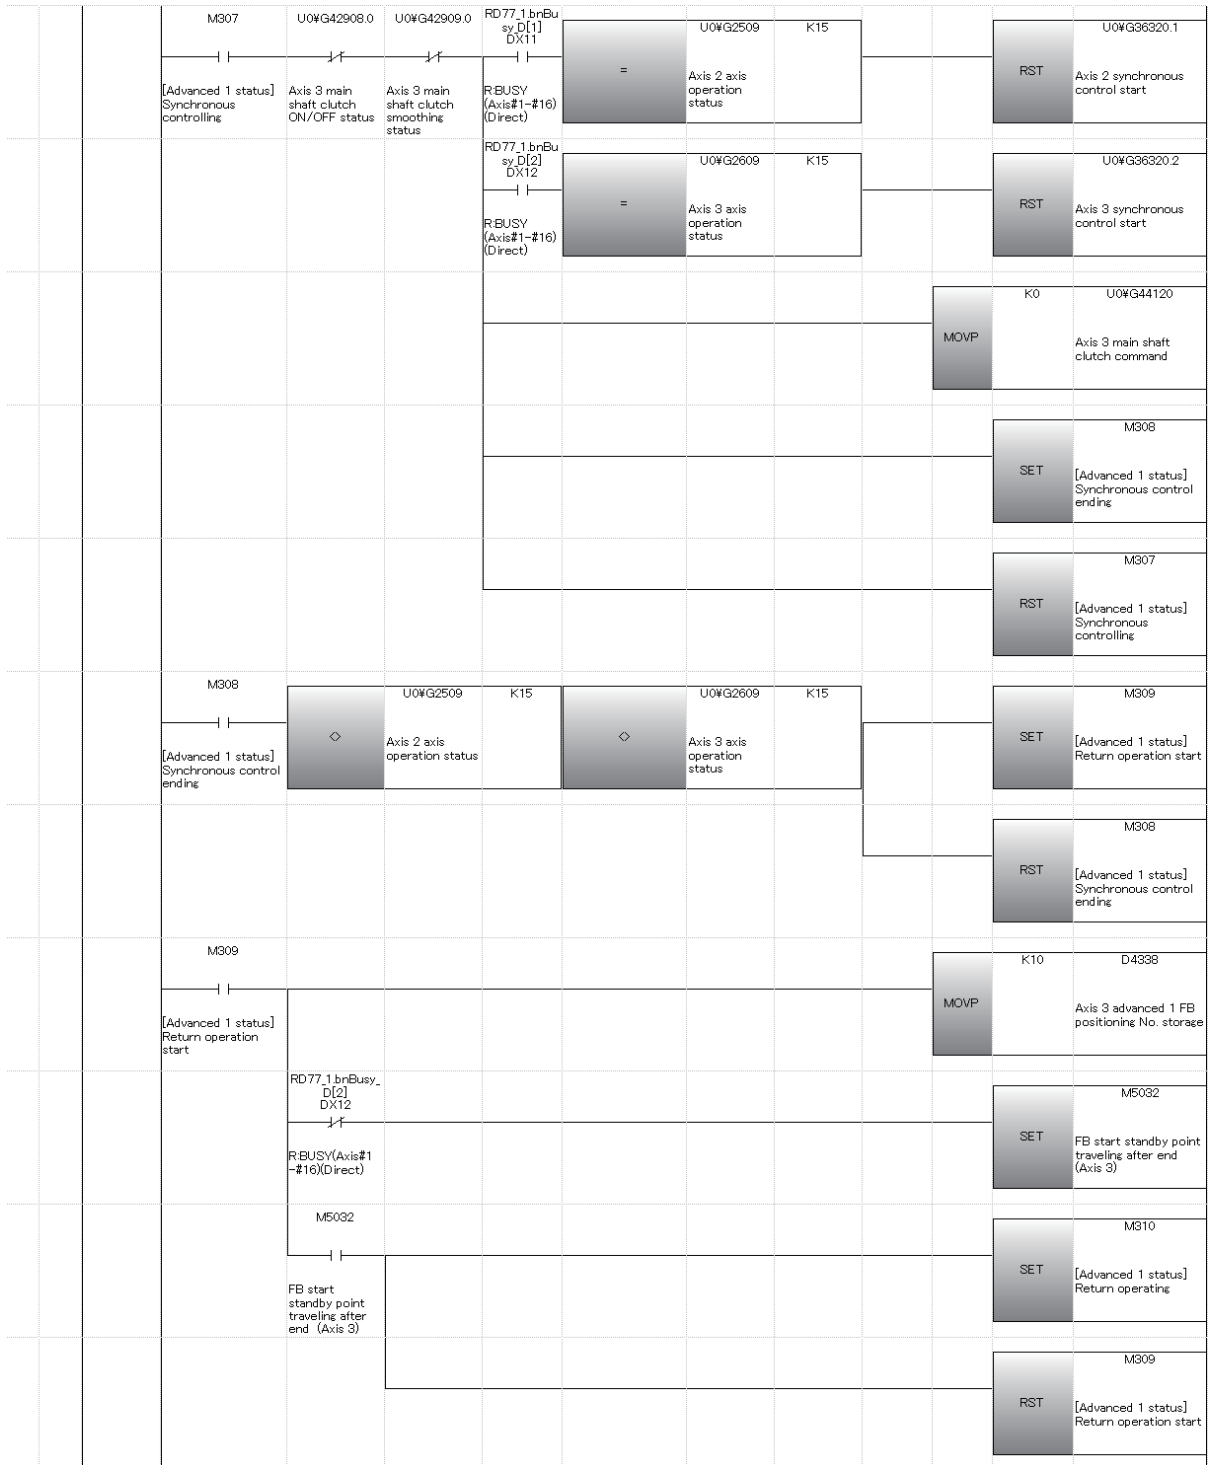 M307
U0¥G42908.0
U0¥G42909.0
RD77_1.bnBu
sy_D[1]
DX11
U0¥G2509
K15
U0¥G36320.1
=
RST
[Advanced 1 status]
Synchronous
controlling
Axis 3 main
shaft clutch
ON/OFF status
Axis 3 main
shaft clutch
smoothing
status
R:BUSY
(Axis#1-#16)
(Direct)
Axis 2 axis
operation
status
Axis 2 synchronous
control start
RD77_1.bnBu
sy_D[2]
DX12
U0¥G2609
K15
U0¥G36320.2
=
RST
R:BUSY
(Axis#1-#16)
(Direct)
Axis 3 axis
operation
status
Axis 3 synchronous
control start
K0
U0¥G44120
MOVP
Axis 3 main shaft
clutch command
M308
SET
[Advanced 1 status]
Synchronous control
ending
M307
RST
[Advanced 1 status]
Synchronous
controlling
M308
U0¥G2509
K15
U0¥G2609
K15
M309
<>
<>
SET
[Advanced 1 status]
Synchronous control
ending
Axis 2 axis
operation status
Axis 3 axis
operation
status
[Advanced 1 status]
Return operation start
M308
RST
[Advanced 1 status]
Synchronous control
ending
M309
K10
D4338
MOVP
[Advanced 1 status]
Return operation
start
Axis 3 advanced 1 FB
positioning No. storage
RD77_1.bnBusy_
D[2]
DX12
M5032
SET
R:BUSY(Axis#1
-#16)(Direct)
FB start standby point
traveling after end
(Axis 3)
M5032
M310
SET
FB start
standby point
traveling after
end (Axis 3)
[Advanced 1 status]
Return operating
M309
RST
[Advanced 1 status]
Return operation start